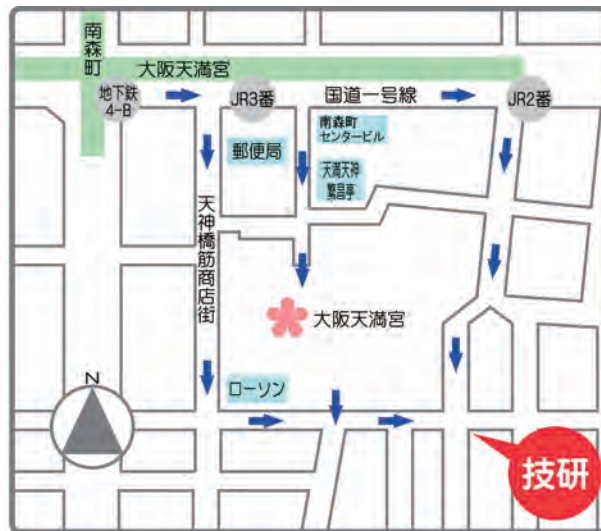 南森町
大阪天満宮
地下鉄
4-B
JR3番
国道一号線
JR2番
郵便局
南森町
センタービル
天満天神
繁昌亭
天神橋筋商店街
大阪天満宮
ローソン
N
技研